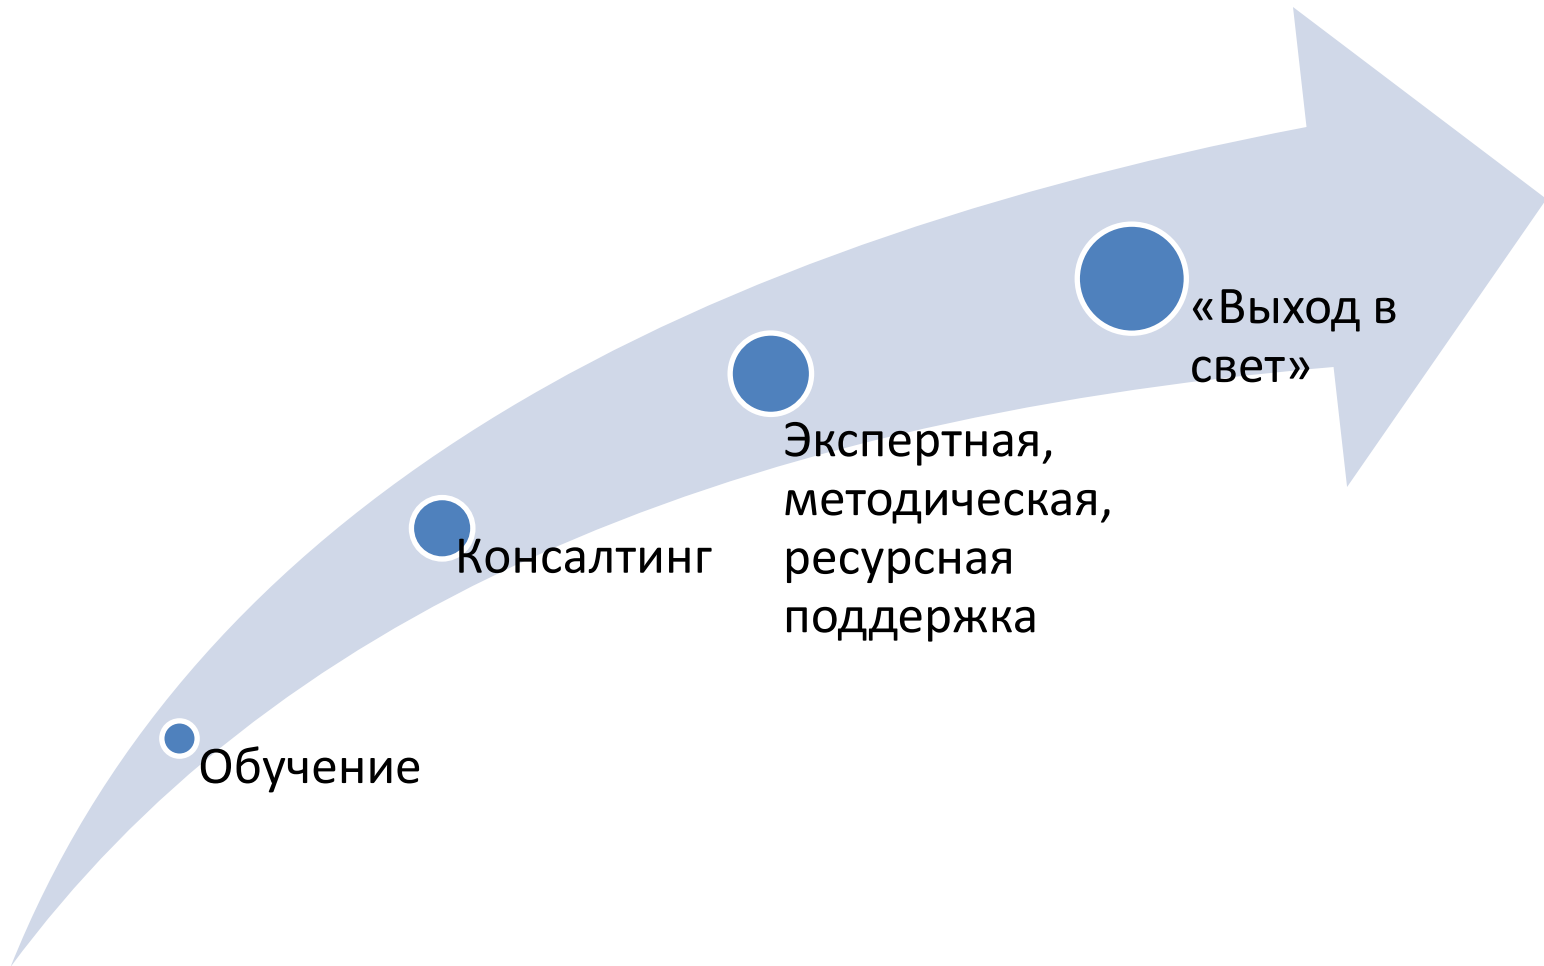 Обучение
Консалтинг
Экспертная,
методическая,
ресурсная
поддержка
«Выход в
свет»